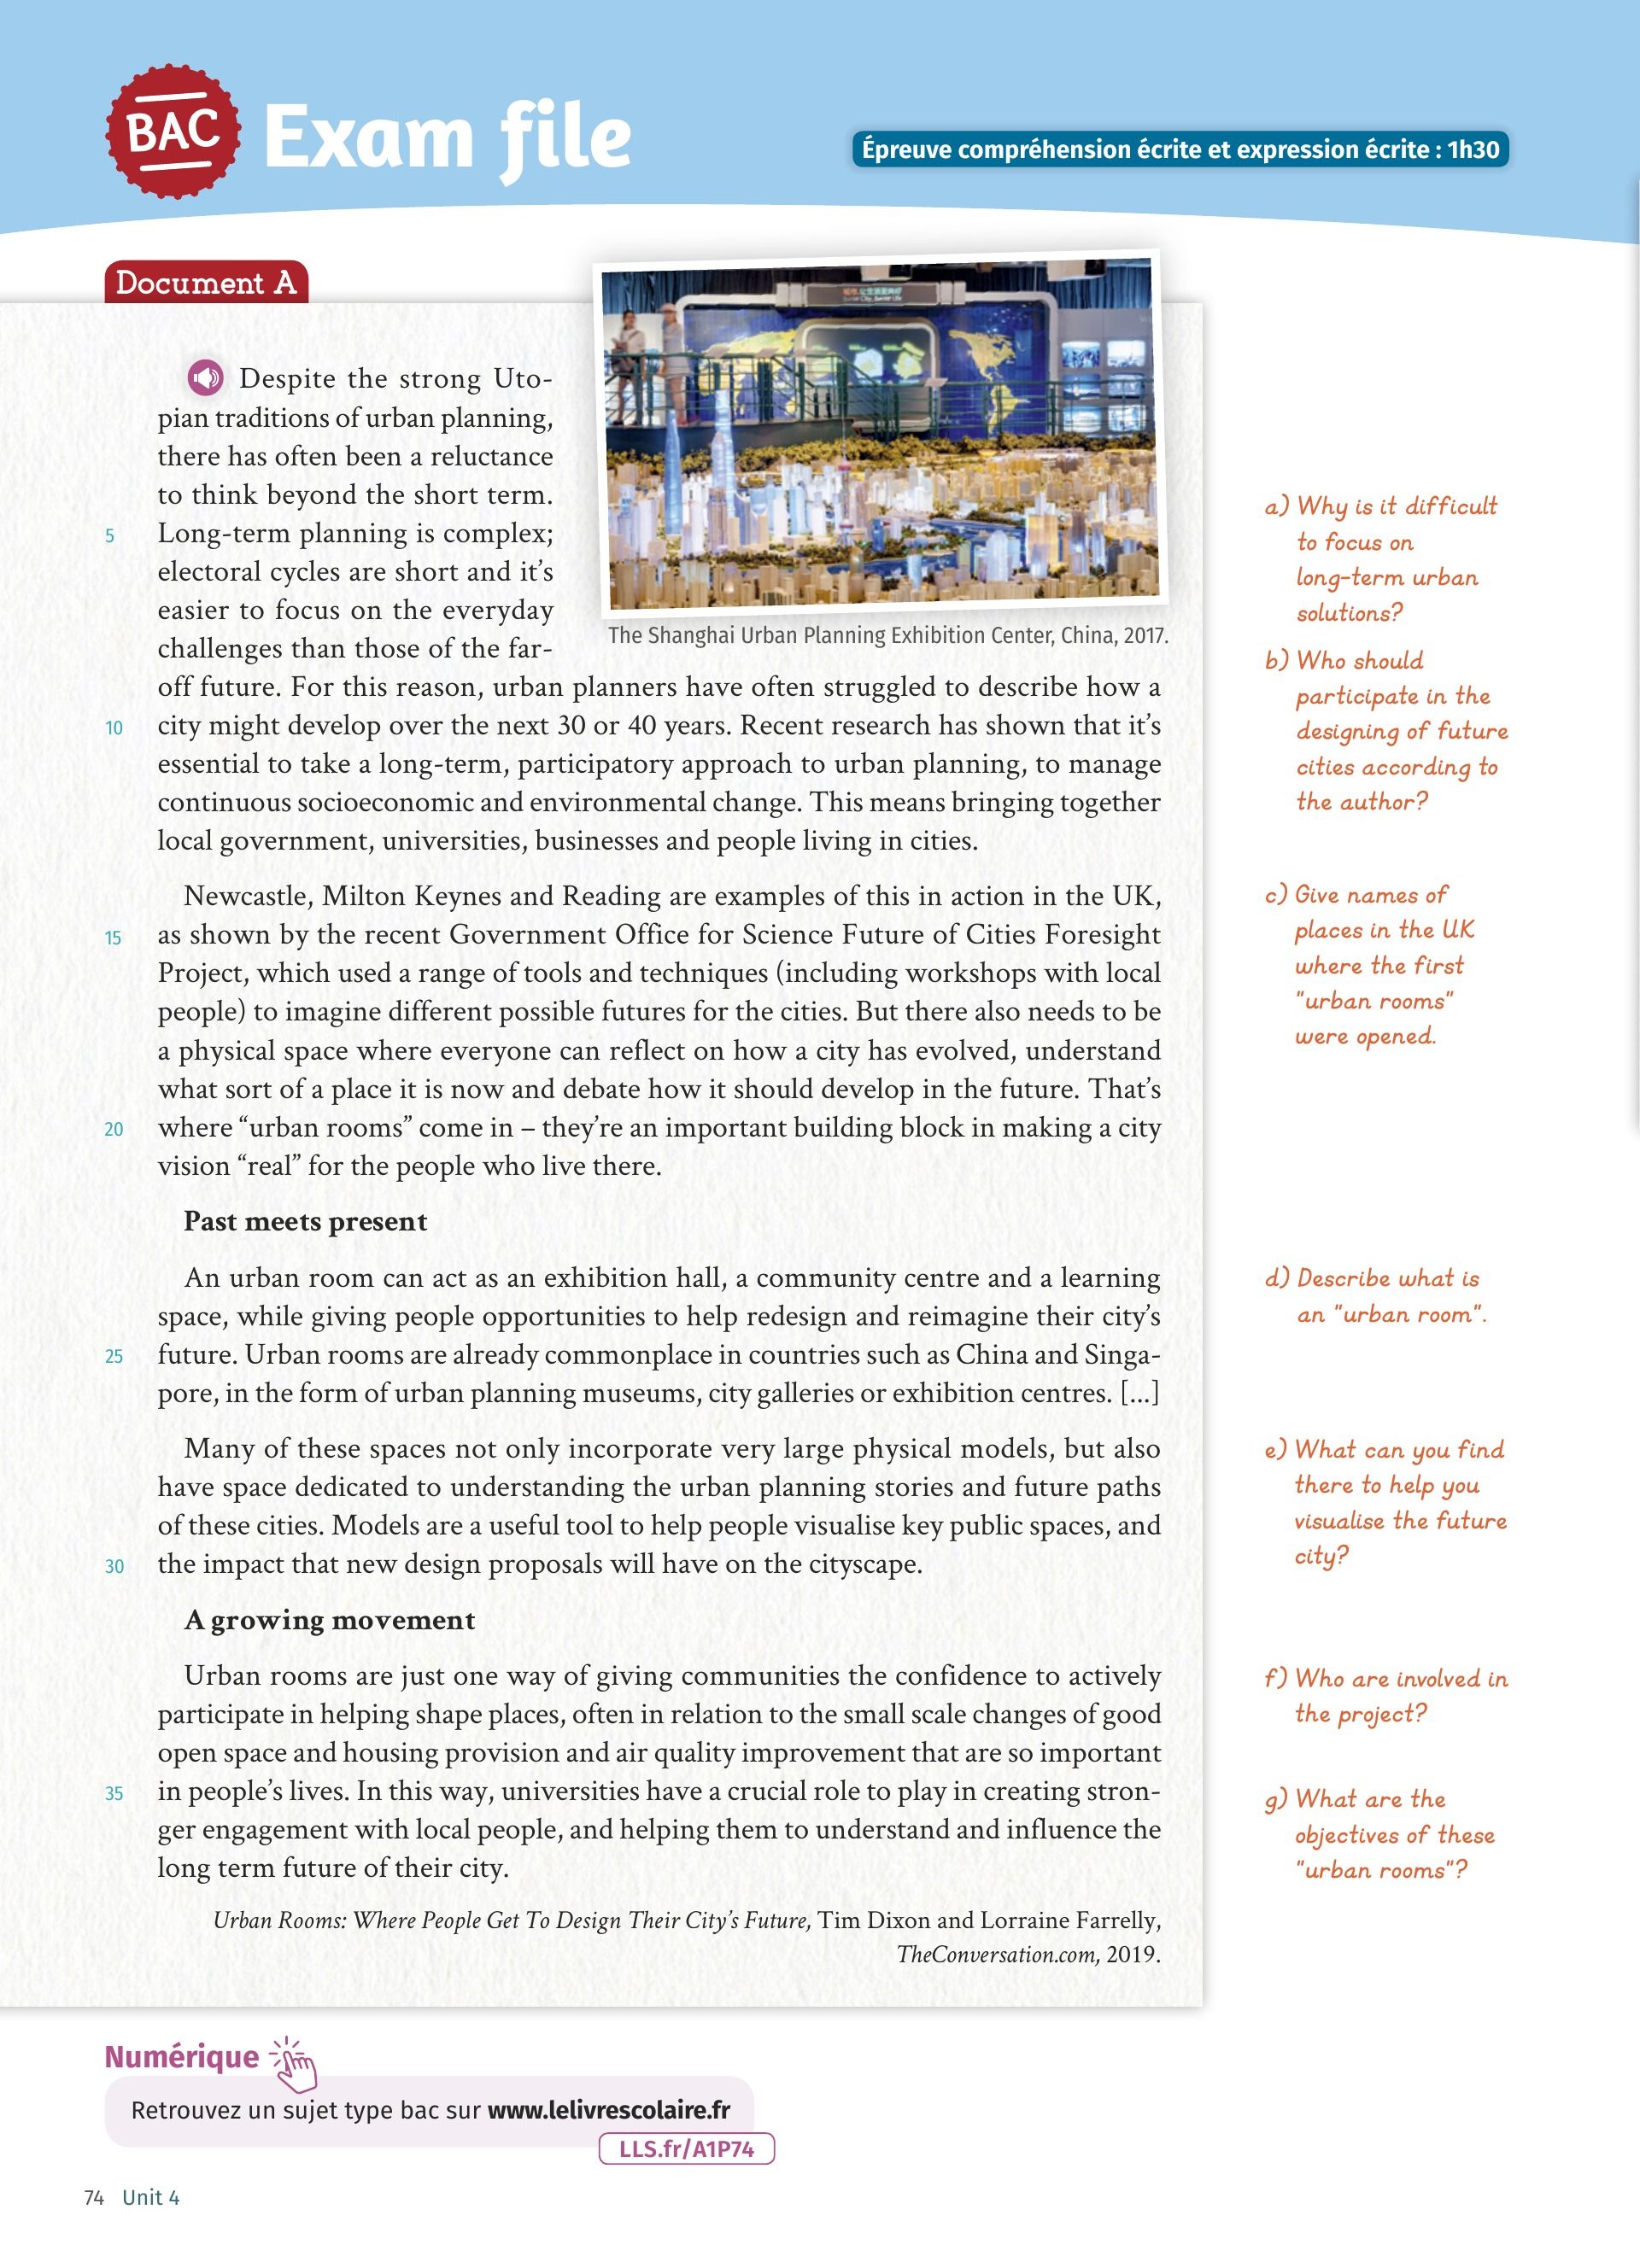 BAC
Exam file
Épreuve compréhension écrite et expression écrite : 1h30
Document A
Despite the strong Uto-
pian traditions of urban planning,
there has often been a reluctance
to think beyond the short term.
5 Long-term planning is complex;
electoral cycles are short and it's
easier to focus on the everyday
challenges than those of the far-
off future. For this reason, urban planners have often struggled to describe how a
10 city might develop over the next 30 or 40 years. Recent research has shown that it's
essential to take a long-term, participatory approach to urban planning, to manage
continuous socioeconomic and environmental change. This means bringing together
local government, universities, businesses and people living in cities.
The Shanghai Urban Planning Exhibition Center, China, 2017.
Newcastle, Milton Keynes and Reading are examples of this in action in the UK,
15 as shown by the recent Government Office for Science Future of Cities Foresight
Project, which used a range of tools and techniques (including workshops with local
people) to imagine different possible futures for the cities. But there also needs to be
a physical space where everyone can reflect on how a city has evolved, understand
what sort of a place it is now and debate how it should develop in the future. That's
20 where “urban rooms” come in – they're an important building block in making a city
vision “real” for the people who live there.
Past meets present
An urban room can act as an exhibition hall, a community centre and a learning
space, while giving people opportunities to help redesign and reimagine their city's
25 future. Urban rooms are already commonplace in countries such as China and Singa-
pore, in the form of urban planning museums, city galleries or exhibition centres. [...]
Many of these spaces not only incorporate very large physical models, but also
have space dedicated to understanding the urban planning stories and future paths
of these cities. Models are a useful tool to help people visualise key public spaces, and
30 the impact that new design proposals will have on the cityscape.
A growing movement
Urban rooms are just one way of giving communities the confidence to actively
participate in helping shape places, often in relation to the small scale changes of good
open space and housing provision and air quality improvement that are so important
35 in people's lives. In this way, universities have a crucial role to play in creating stron-
ger engagement with local people, and helping them to understand and influence the
long term future of their city.
Urban Rooms: Where People Get To Design Their City's Future, Tim Dixon and Lorraine Farrelly,
TheConversation.com, 2019.
a) Why is it difficult
to focus on
long-term urban
solutions?
b) Who should
participate in the
designing of future
cities according to
the author?
c) Give names of
places in the UK
where the first
"urban rooms"
were opened.
d) Describe what is
an "urban room".
e) What can you find
there to help you
visualise the future
city?
f) Who are involved in
the project?
g) What are the
objectives of these
"urban rooms"?
Numérique
Retrouvez un sujet type bac sur www.lelivrescolaire.fr
LLS.fr/A1P74
74 Unit 4